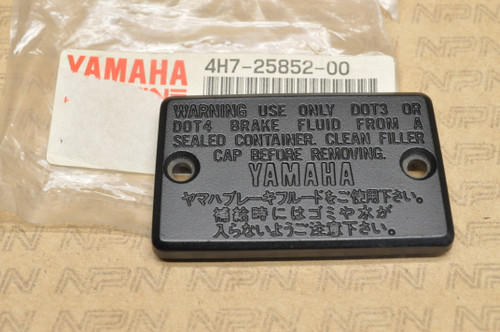 YAMAHA
4H7-25852-00
WARNING USE ONLY DOT3 OR
DOT4 BRAKE FLUID FROM A
SEALED CONTAINER. CLEAN FILLER
CAP BEFORE REMOVING.
YAMAHA
ヤマハブレーキフルードをご使用下さい。
補給時にはゴミや水が
入らないようご注意下さい。
NPN